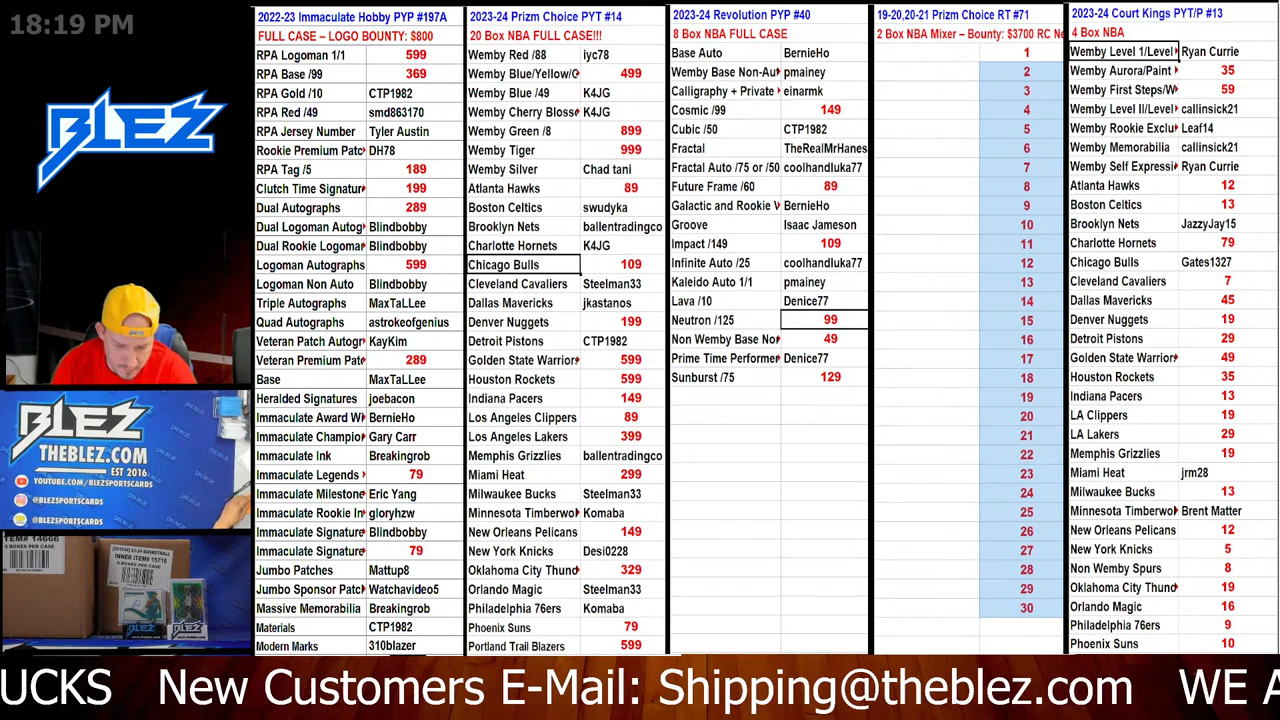 18:19 PM
BLEZ
BLEZ
THEBLEZ.COM
EST 2016
YOUTUBE.COM/BLEZSPORTSCARDS
@BLEZSPORTSCARDS
@BLEZSPORTSCARDS
ITEM# 14666
BOXES PER CASE
23-24 BASKETBALL
INNER ITEM# 15718
BOXES PER CASE
BLEZ
BLEZ
2022-23 Immaculate Hobby PYP #197A
FULL CASE – LOGO BOUNTY: $800
RPA Logoman 1/1 599
RPA Base /99 369
RPA Gold /10 CTP1982
RPA Red /49 smd863170
RPA Jersey Number Tyler Austin
Rookie Premium Patc DH78
RPA Tag /5 189
Clutch Time Signatur 199
Dual Autographs 289
Dual Logoman Autog Blindbobby
Dual Rookie Logomar Blindbobby
Logoman Autographs 599
Logoman Non Auto Blindbobby
Triple Autographs MaxTaLLee
Quad Autographs astrokeofgenius
Veteran Patch Autogr KayKim
Veteran Premium Pat 289
Base MaxTaLLee
Heralded Signatures joebacon
Immaculate Award W BernieHo
Immaculate Champio Gary Carr
Immaculate Ink Breakingrob
Immaculate Legends 79
Immaculate Milestone Eric Yang
Immaculate Rookie In gloryhzw
Immaculate Signature Blindbobby
Immaculate Signature 79
Jumbo Patches Mattup8
Jumbo Sponsor Patc Watchavideo5
Massive Memorabilia Breakingrob
Materials CTP1982
Modern Marks 310blazer
2023-24 Prizm Choice PYT #14
20 Box NBA FULL CASE!!!
Wemby Red /88 iyc78
Wemby Blue/Yellow/G 499
Wemby Blue /49 K4JG
Wemby Cherry Blosso K4JG
Wemby Green /8 899
Wemby Tiger 999
Wemby Silver Chad tani
Atlanta Hawks 89
Boston Celtics swudyka
Brooklyn Nets ballentradingco
Charlotte Hornets K4JG
Chicago Bulls 109
Cleveland Cavaliers Steelman33
Dallas Mavericks jkastanos
Denver Nuggets 199
Detroit Pistons CTP1982
Golden State Warrior 599
Houston Rockets 599
Indiana Pacers 149
Los Angeles Clippers 89
Los Angeles Lakers 399
Memphis Grizzlies ballentradingco
Miami Heat 299
Milwaukee Bucks Steelman33
Minnesota Timberwo Komaba
New Orleans Pelicans 149
New York Knicks Desi0228
Oklahoma City Thund 329
Orlando Magic Steelman33
Philadelphia 76ers Komaba
Phoenix Suns 79
Portland Trail Blazers 599
2023-24 Revolution PYP #40
8 Box NBA FULL CASE
Base Auto BernieHo
Wemby Base Non-Au pmainey
Calligraphy + Private einarmk
Cosmic /99 149
Cubic /50 CTP1982
Fractal TheRealMrHanes
Fractal Auto /75 or /50 coolhandluka77
Future Frame /60 89
Galactic and Rookie V BernieHo
Groove Isaac Jameson
Impact /149 109
Infinite Auto /25 coolhandluka77
Kaleido Auto 1/1 pmainey
Lava /10 Denice77
Neutron /125 99
Non Wemby Base Nor 49
Prime Time Performer Denice77
Sunburst /75 129
19-20,20-21 Prizm Choice RT #71
2 Box NBA Mixer – Bounty: $3700 RC Ne
1
2
3
4
5
6
7
8
9
10
11
12
13
14
15
16
17
18
19
20
21
22
23
24
25
26
27
28
29
30
2023-24 Court Kings PYT/P #13
4 Box NBA
Wemby Level 1/Level Ryan Currie
Wemby Aurora/Paint 35
Wemby First Steps/W 59
Wemby Level II/Level callinsick21
Wemby Rookie Exclu Leaf14
Wemby Memorabilia callinsick21
Wemby Self Expressi Ryan Currie
Atlanta Hawks 12
Boston Celtics 13
Brooklyn Nets JazzyJay15
Charlotte Hornets 79
Chicago Bulls Gates1327
Cleveland Cavaliers 7
Dallas Mavericks 45
Denver Nuggets 19
Detroit Pistons 29
Golden State Warrior 49
Houston Rockets 35
Indiana Pacers 13
LA Clippers 19
LA Lakers 29
Memphis Grizzlies 19
Miami Heat jrm28
Milwaukee Bucks 13
Minnesota Timberwo Brent Matter
New Orleans Pelicans 12
New York Knicks 5
Non Wemby Spurs 8
Oklahoma City Thun 19
Orlando Magic 16
Philadelphia 76ers 9
Phoenix Suns 10
UCKS New Customers E-Mail: Shipping@theblez.com WE A